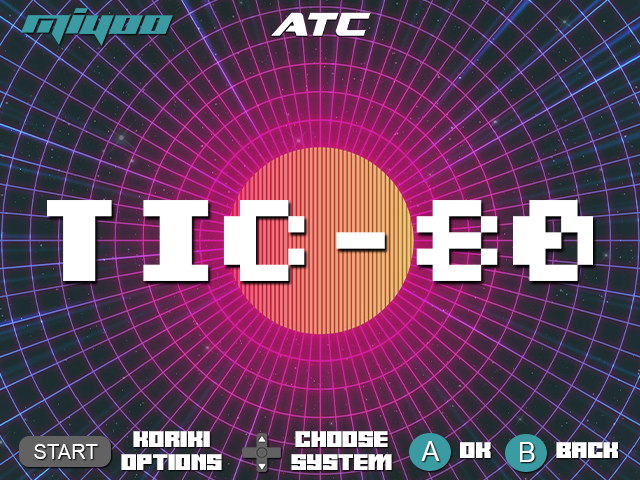 miyoo
ATC
TIC-80
START
KORIKI
OPTIONS
CHOOSE
SYSTEM
A
OK
B
BACK